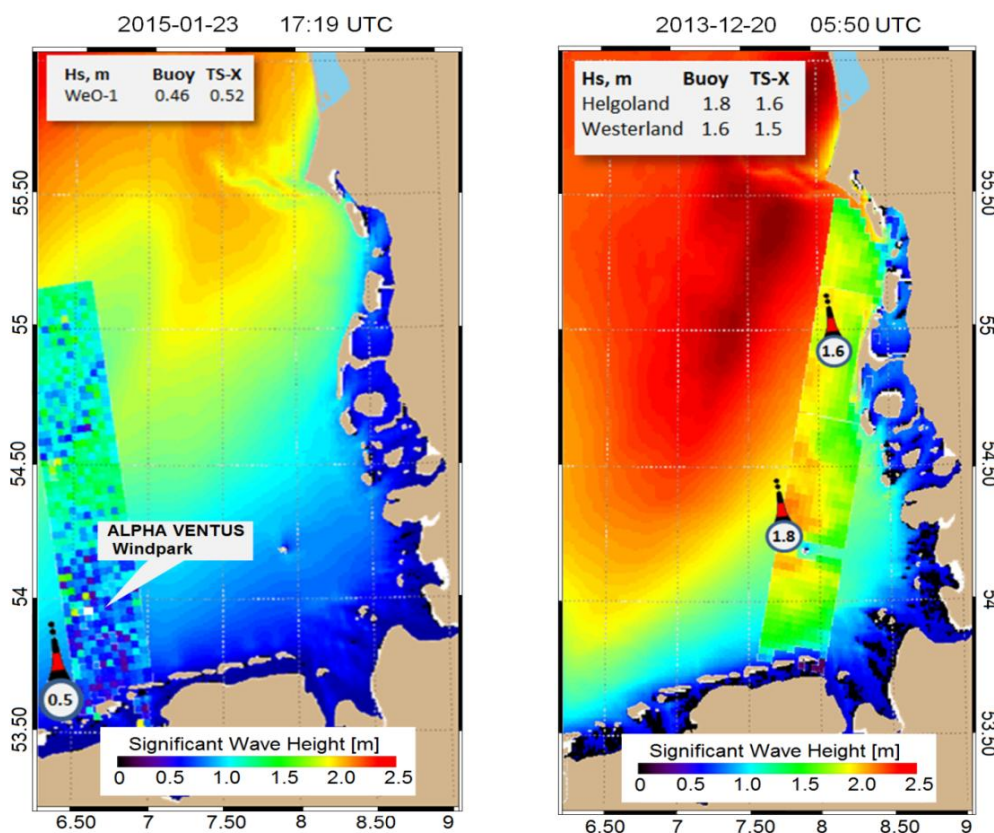 2015-01-23 17:19 UTC
Hs, m Buoy TS-X
WeO-1 0.46 0.52
55.50
55
54.50
54
53.50
ALPHA VENTUS
Windpark
0.5
Significant Wave Height [m]
0 0.5 1.0 1.5 2.0 2.5
6.50 7 7.50 8 8.50 9
2013-12-20 05:50 UTC
Hs, m Buoy TS-X
Helgoland 1.8 1.6
Westerland 1.6 1.5
55.50
55
54.50
54
53.50
1.6
1.8
Significant Wave Height [m]
0 0.5 1.0 1.5 2.0 2.5
6.50 7 7.50 8 8.50 9